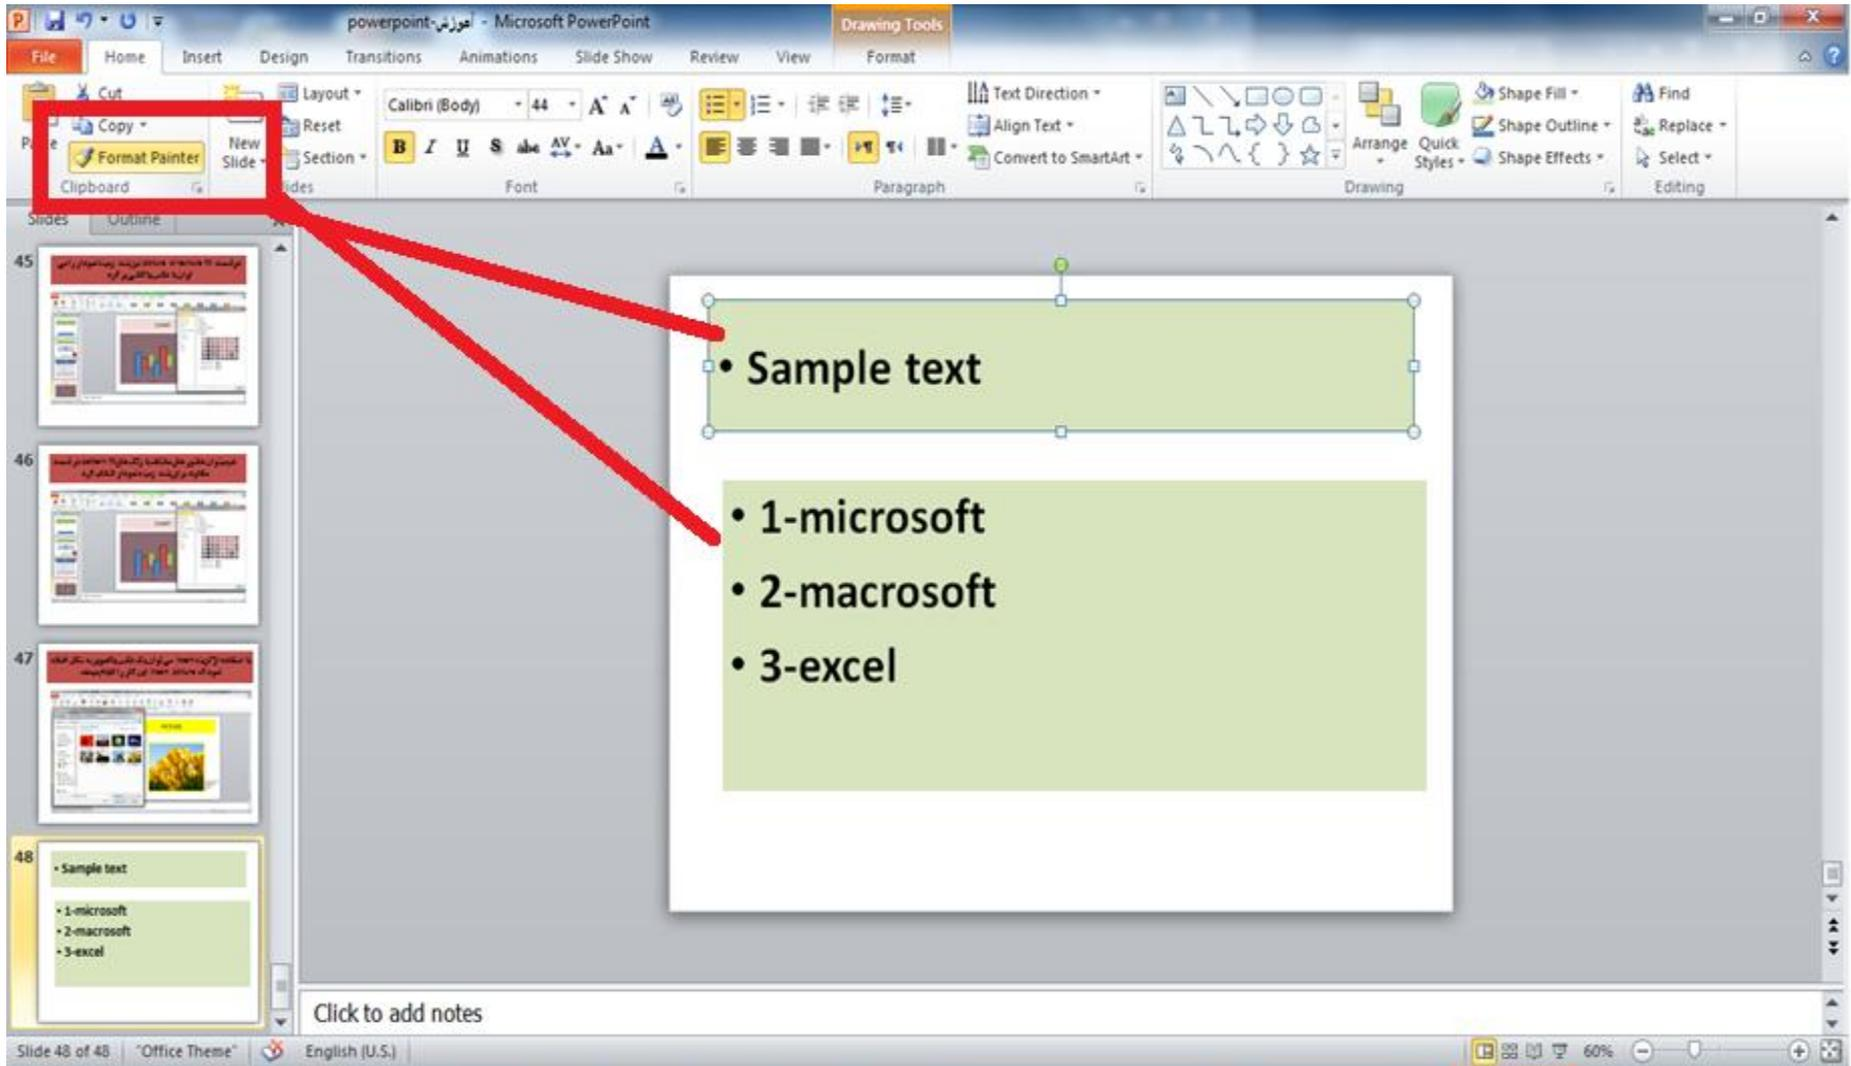 powerpoint-آموزش - Microsoft PowerPoint
Drawing Tools
File Home Insert Design Transitions Animations Slide Show Review View Format
Cut
Copy
Format Painter
Clipboard
New Slide
Layout
Reset
Section
Calibri (Body) 44
Font
Text Direction
Align Text
Convert to SmartArt
Paragraph
Arrange
Quick Styles
Shape Fill
Shape Outline
Shape Effects
Drawing
Find
Replace
Select
Editing
Slides Outline
45
46
47
48
• Sample text
• 1-microsoft
• 2-macrosoft
• 3-excel
• Sample text
• 1-microsoft
• 2-macrosoft
• 3-excel
Click to add notes
Slide 48 of 48 "Office Theme" English (U.S.) 60%